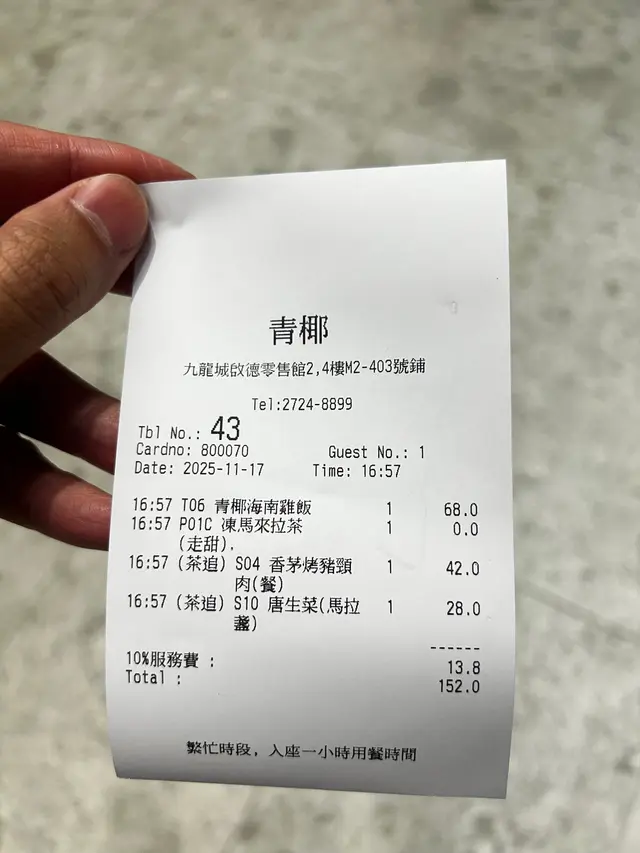 青椰
九龍城啟德零售館2,4樓M2-403號鋪
Tel:2724-8899
Tbl No.: 43
Cardno: 800070 Guest No.: 1
Date: 2025-11-17 Time: 16:57
16:57 T06 青椰海南雞飯 1 68.0
16:57 P01C 凍馬來拉茶 1 0.0
(走甜).
16:57 (茶追) S04 香茅烤豬頸 1 42.0
肉(餐)
16:57 (茶追) S10 唐生菜(馬拉 1 28.0
盞)
------
10%服務費 : 13.8
Total : 152.0
繁忙時段, 入座一小時用餐時間